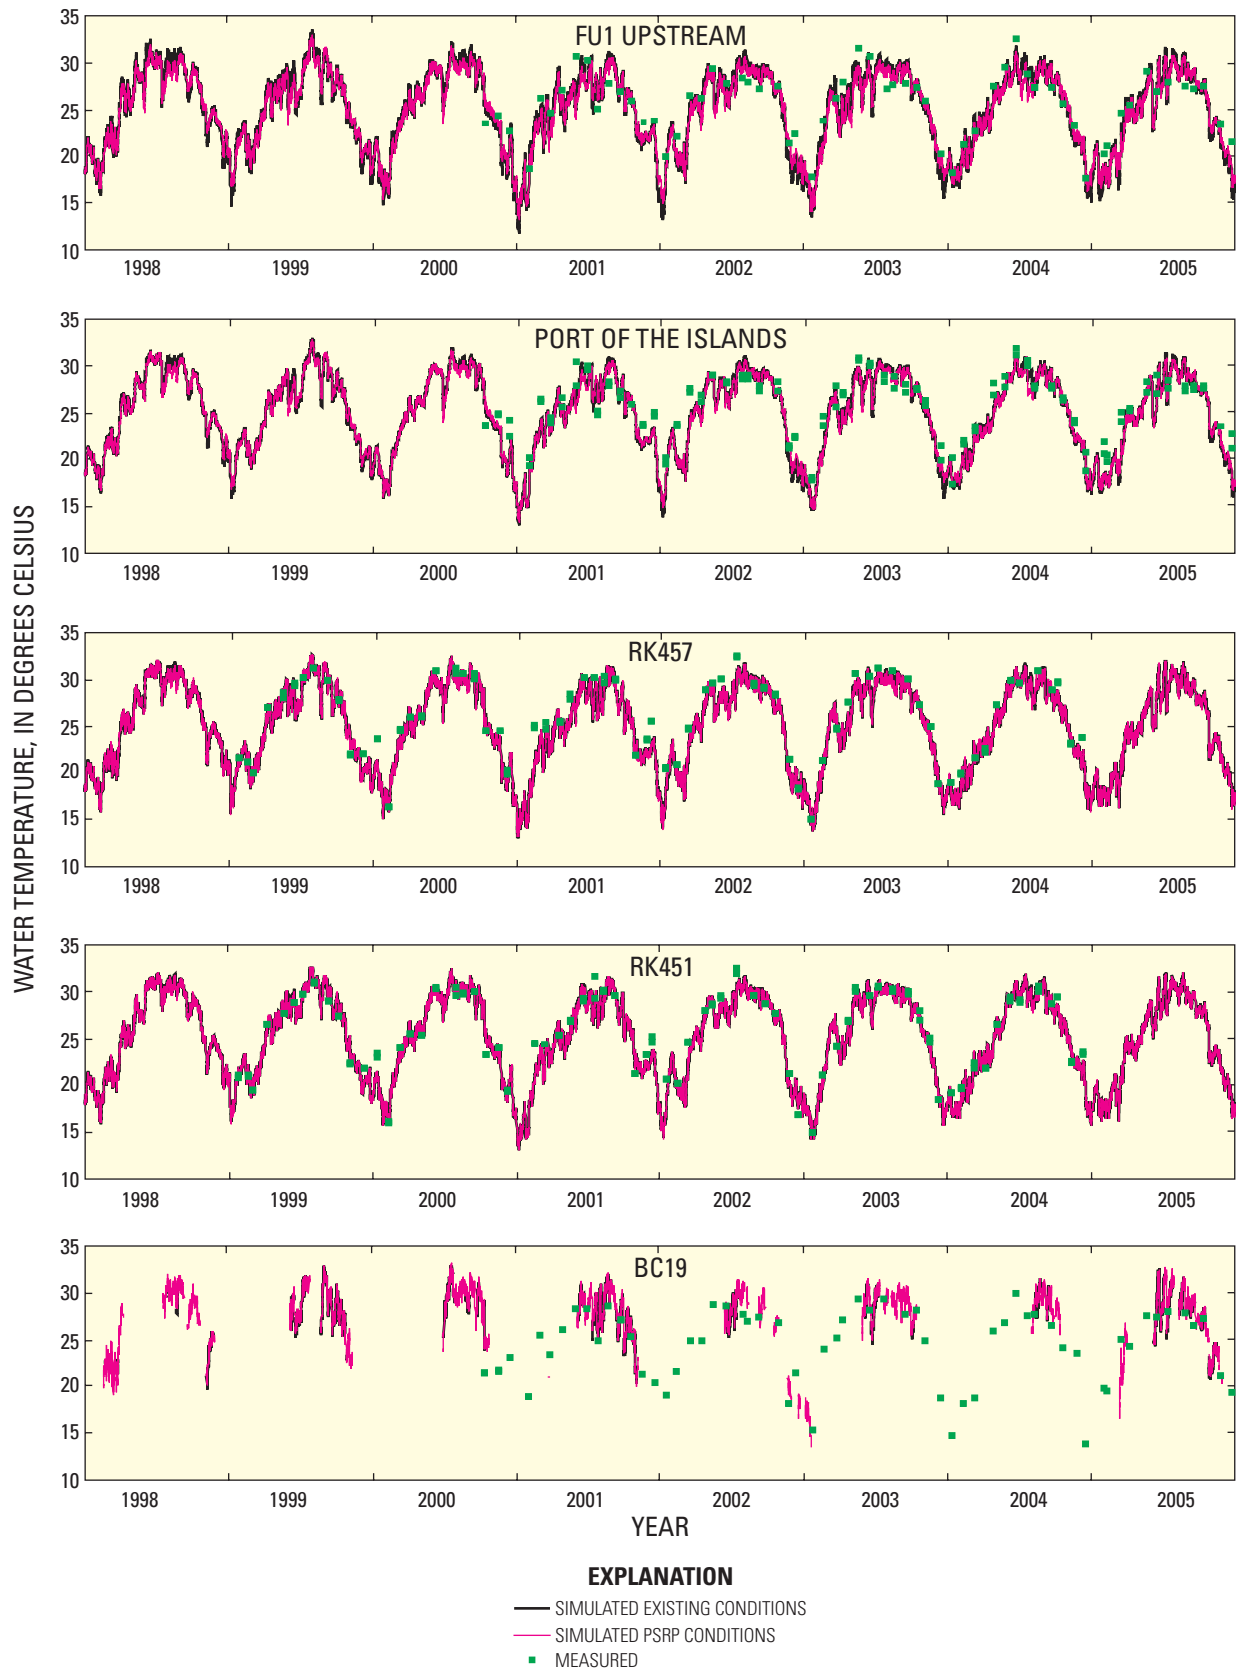 WATER TEMPERATURE, IN DEGREES CELSIUS
FU1 UPSTREAM
35
30
25
20
15
10
1998 1999 2000 2001 2002 2003 2004 2005
PORT OF THE ISLANDS
35
30
25
20
15
10
1998 1999 2000 2001 2002 2003 2004 2005
RK457
35
30
25
20
15
10
1998 1999 2000 2001 2002 2003 2004 2005
RK451
35
30
25
20
15
10
1998 1999 2000 2001 2002 2003 2004 2005
BC19
35
30
25
20
15
10
1998 1999 2000 2001 2002 2003 2004 2005
YEAR
EXPLANATION
SIMULATED EXISTING CONDITIONS
SIMULATED PSRP CONDITIONS
MEASURED